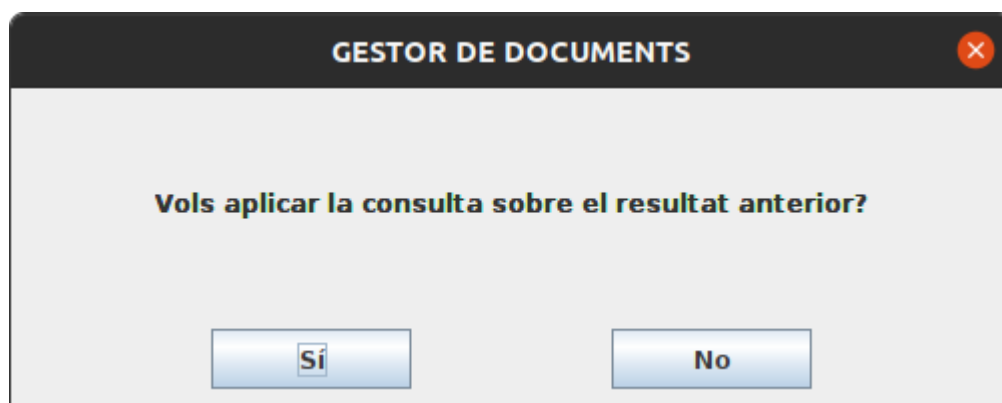 GESTOR DE DOCUMENTS
Vols aplicar la consulta sobre el resultat anterior?
Sí
No